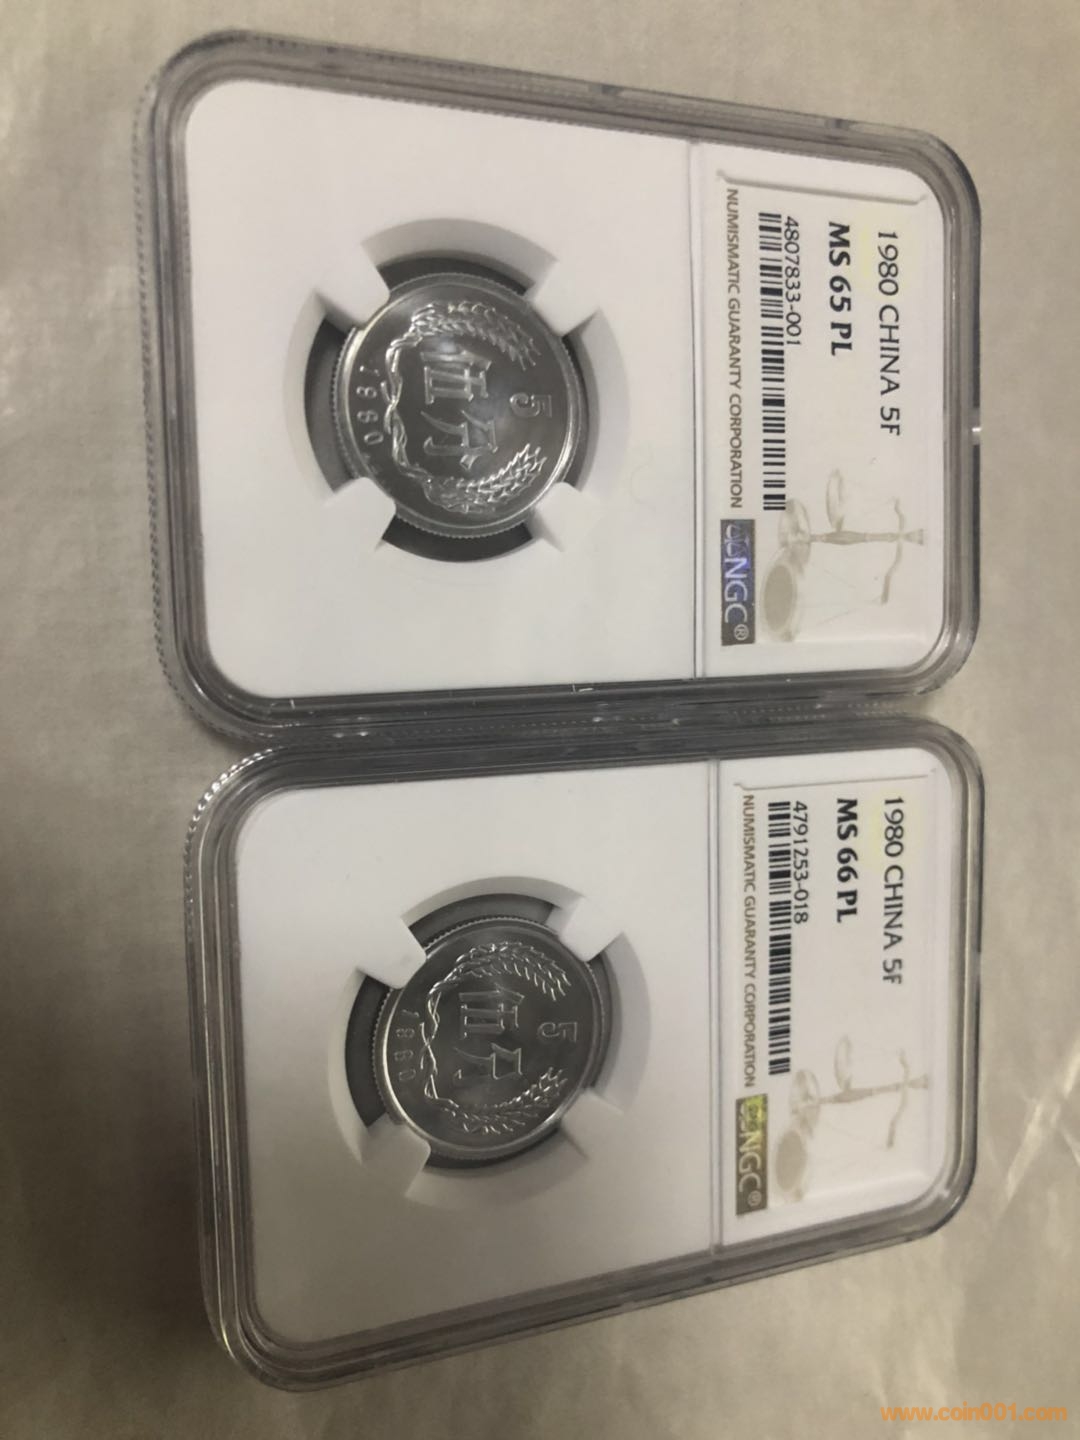 1980 CHINA 5F
MS 65 PL
4807833-001
NUMISMATIC GUARANTY CORPORATION
NGC®
5
伍分
1980
1980 CHINA 5F
MS 66 PL
4791253-018
NUMISMATIC GUARANTY CORPORATION
NGC®
5
伍分
1980
www.coin001.com